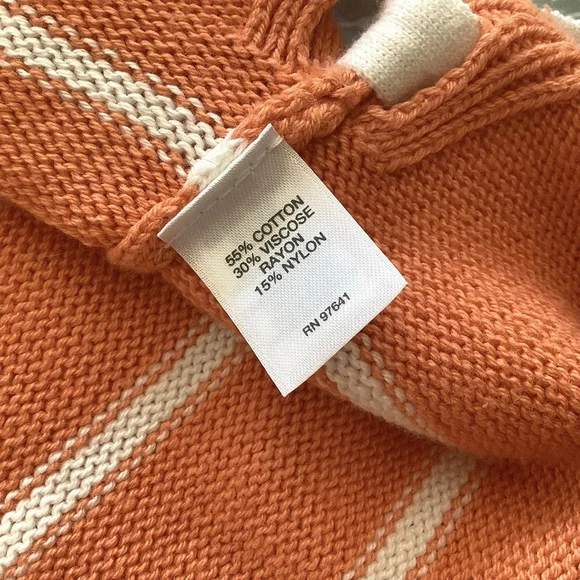 55% COTTON
30% VISCOSE
RAYON
15% NYLON
RN 97641